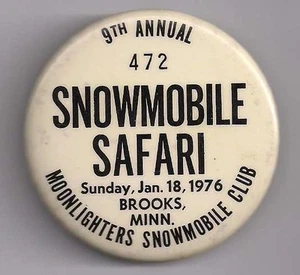 9TH ANNUAL
472
SNOWMOBILE
SAFARI
Sunday, Jan. 18, 1976
BROOKS,
MINN.
MOONLIGHTERS SNOWMOBILE CLUB